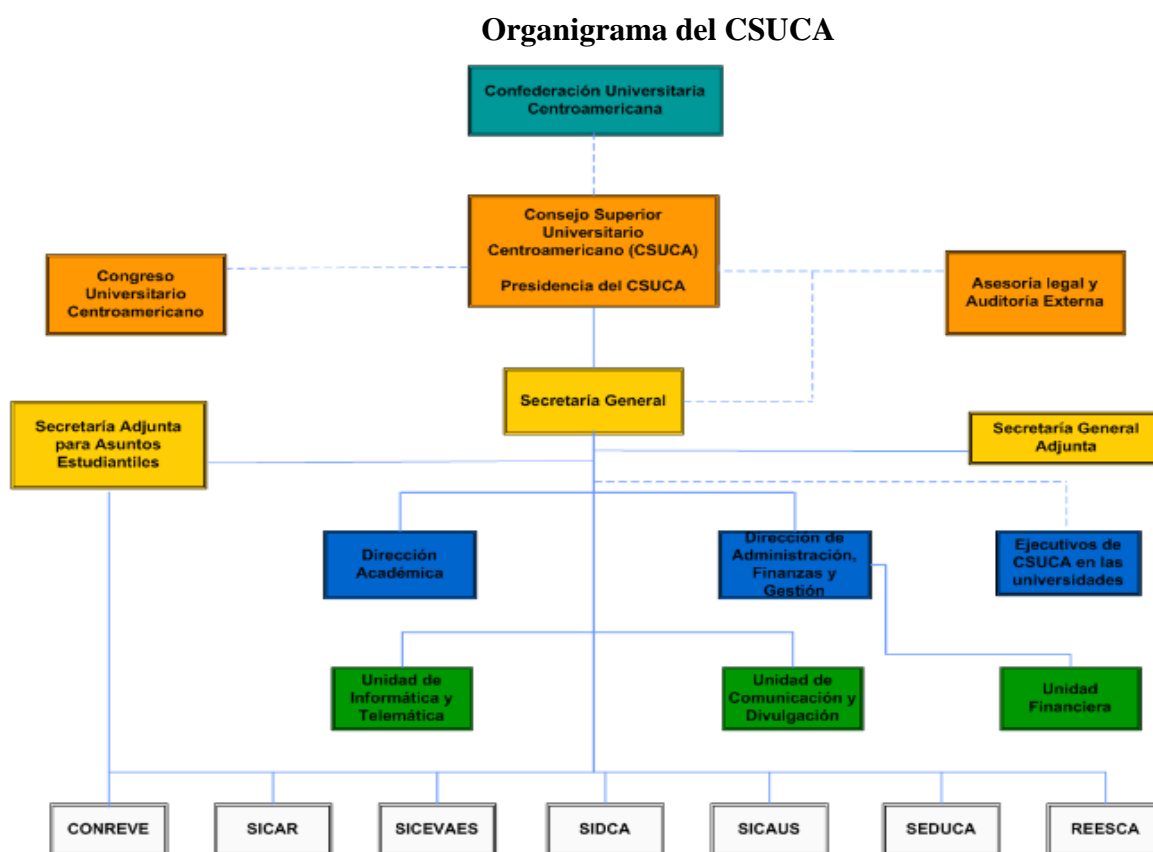 Organigrama del CSUCA
Confederación Universitaria
Centroamericana
Consejo Superior
Universitario
Centroamericano (CSUCA)
Presidencia del CSUCA
Congreso
Universitario
Centroamericano
Asesoría legal y
Auditoría Externa
Secretaría General
Secretaría Adjunta
para Asuntos
Estudiantiles
Secretaría General
Adjunta
Dirección
Académica
Dirección de
Administración,
Finanzas y
Gestión
Ejecutivos de
CSUCA en las
universidades
Unidad de
Informática y
Telemática
Unidad de
Comunicación y
Divulgación
Unidad
Financiera
CONREVE
SICAR
SICEVAES
SIDCA
SICAUS
SEDUCA
REESCA